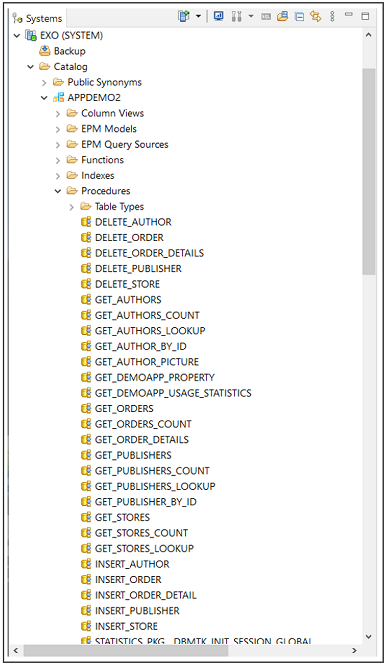 Systems
EXO (SYSTEM)
Backup
Catalog
Public Synonyms
APPDEMO2
Column Views
EPM Models
EPM Query Sources
Functions
Indexes
Procedures
Table Types
DELETE_AUTHOR
DELETE_ORDER
DELETE_ORDER_DETAILS
DELETE_PUBLISHER
DELETE_STORE
GET_AUTHORS
GET_AUTHORS_COUNT
GET_AUTHORS_LOOKUP
GET_AUTHOR_BY_ID
GET_AUTHOR_PICTURE
GET_DEMOAPP_PROPERTY
GET_DEMOAPP_USAGE_STATISTICS
GET_ORDERS
GET_ORDERS_COUNT
GET_ORDER_DETAILS
GET_PUBLISHERS
GET_PUBLISHERS_COUNT
GET_PUBLISHERS_LOOKUP
GET_PUBLISHER_BY_ID
GET_STORES
GET_STORES_COUNT
GET_STORES_LOOKUP
INSERT_AUTHOR
INSERT_ORDER
INSERT_ORDER_DETAIL
INSERT_PUBLISHER
INSERT_STORE